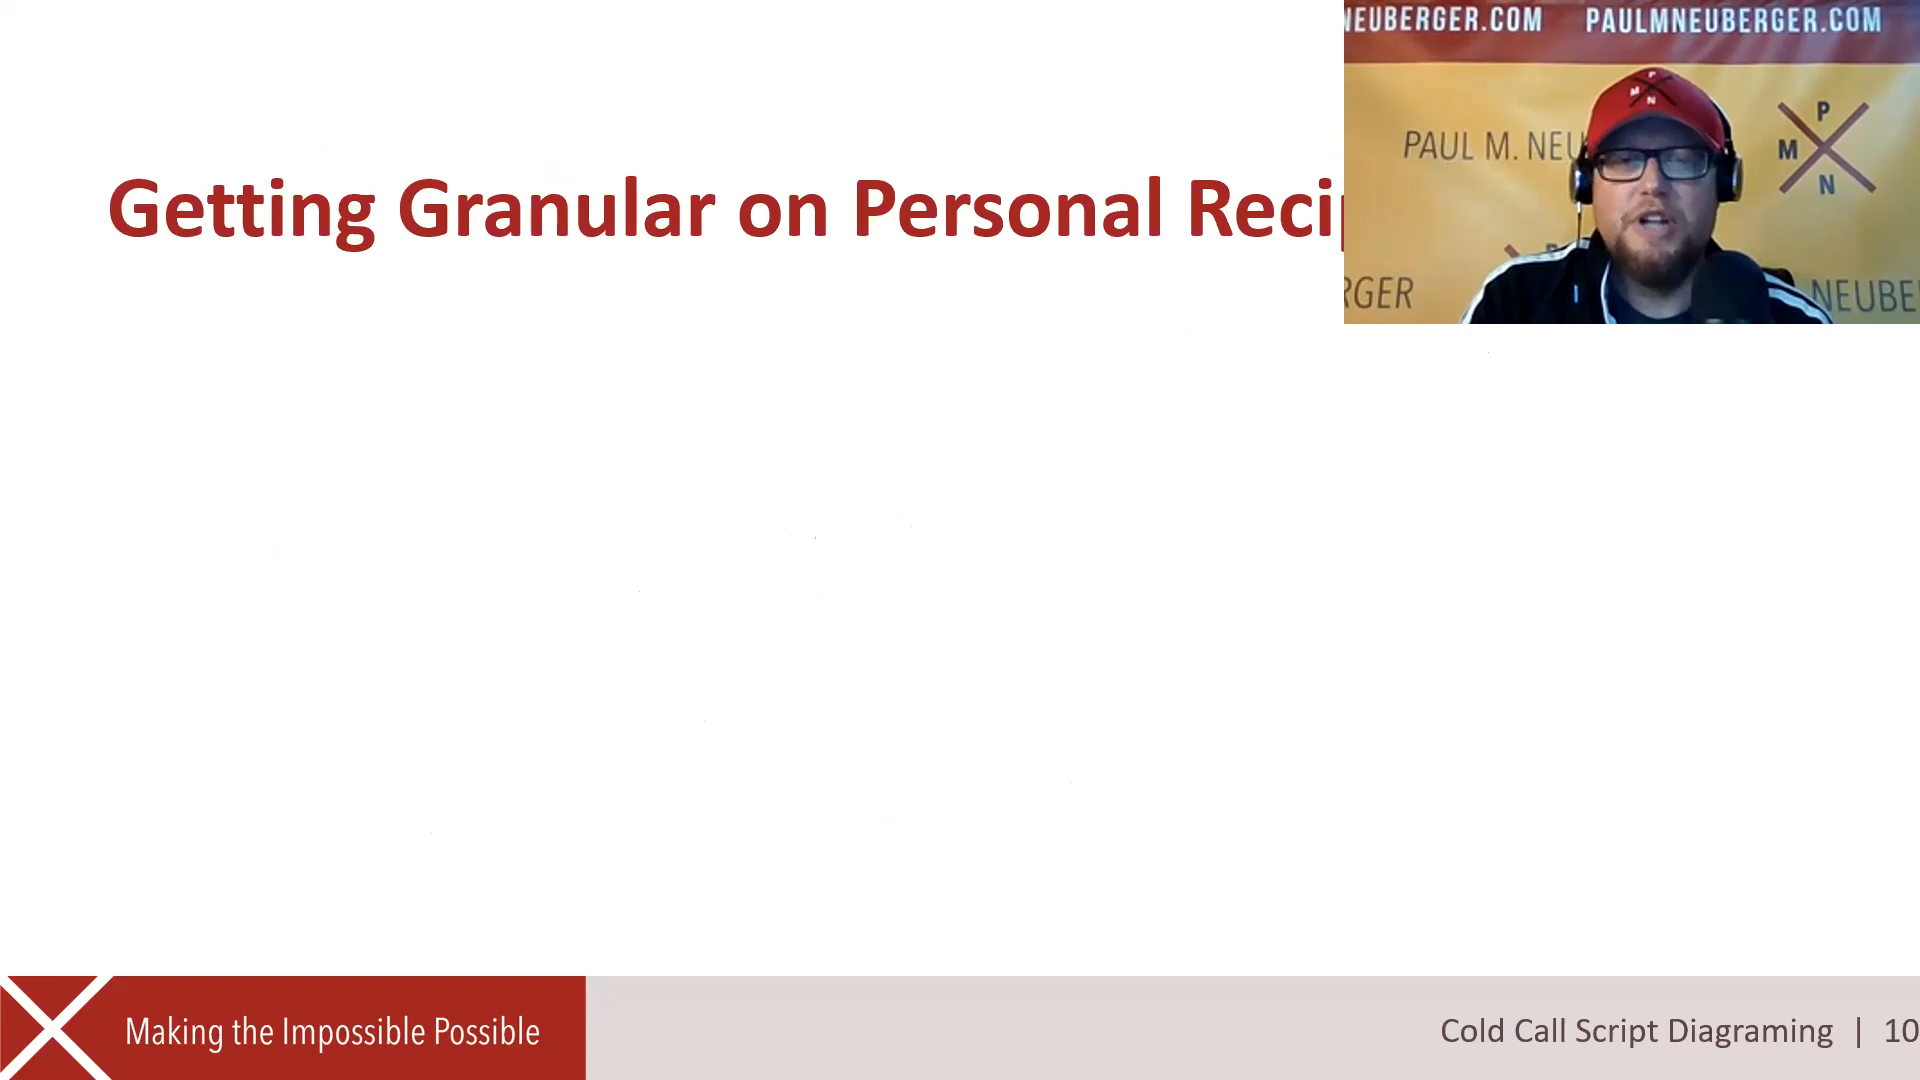 NEUBERGER.COM PAULMNEUBERGER.COM
PAUL M. NEU
P
M
N
P
M
N
RGER
NEUBE
Getting Granular on Personal Recip
Making the Impossible Possible
Cold Call Script Diagraming | 10